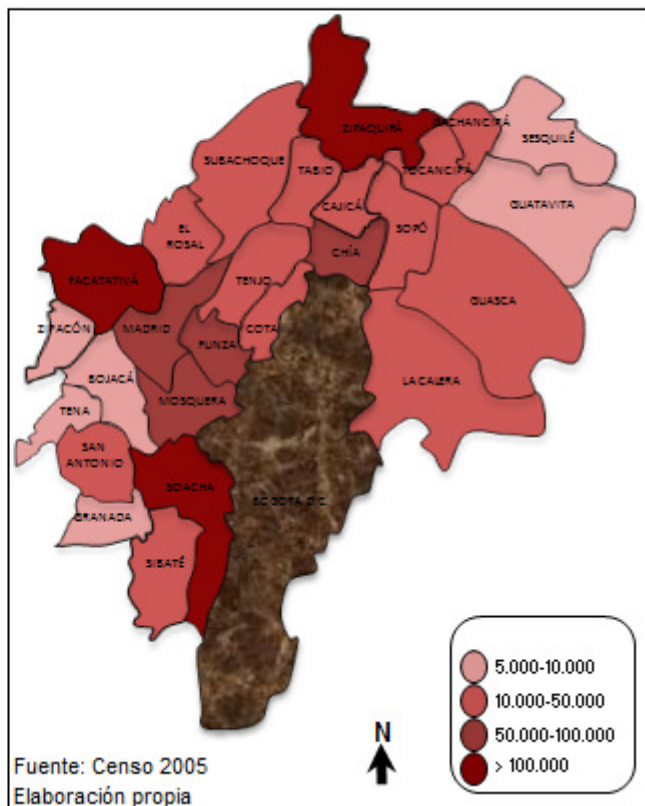 ZIPAQUIRÁ
GACHANCIPÁ
SESQUILÉ
SUBACHOQUE
TABIO
TOCANCIPÁ
CAJICÁ
GUATAVITA
EL
ROSAL
SOPÓ
CHÍA
FACATATIVÁ
TENJO
GUASCA
ZIPACÓN
MADRID
FUNZA
COTA
BOJACÁ
LA CALERA
MOSQUERA
TENA
SAN
ANTONIO
SOACHA
BOGOTA D.C.
GRANADA
SIBATÉ
5.000-10.000
10.000-50.000
50.000-100.000
> 100.000
N
Fuente: Censo 2005
Elaboración propia